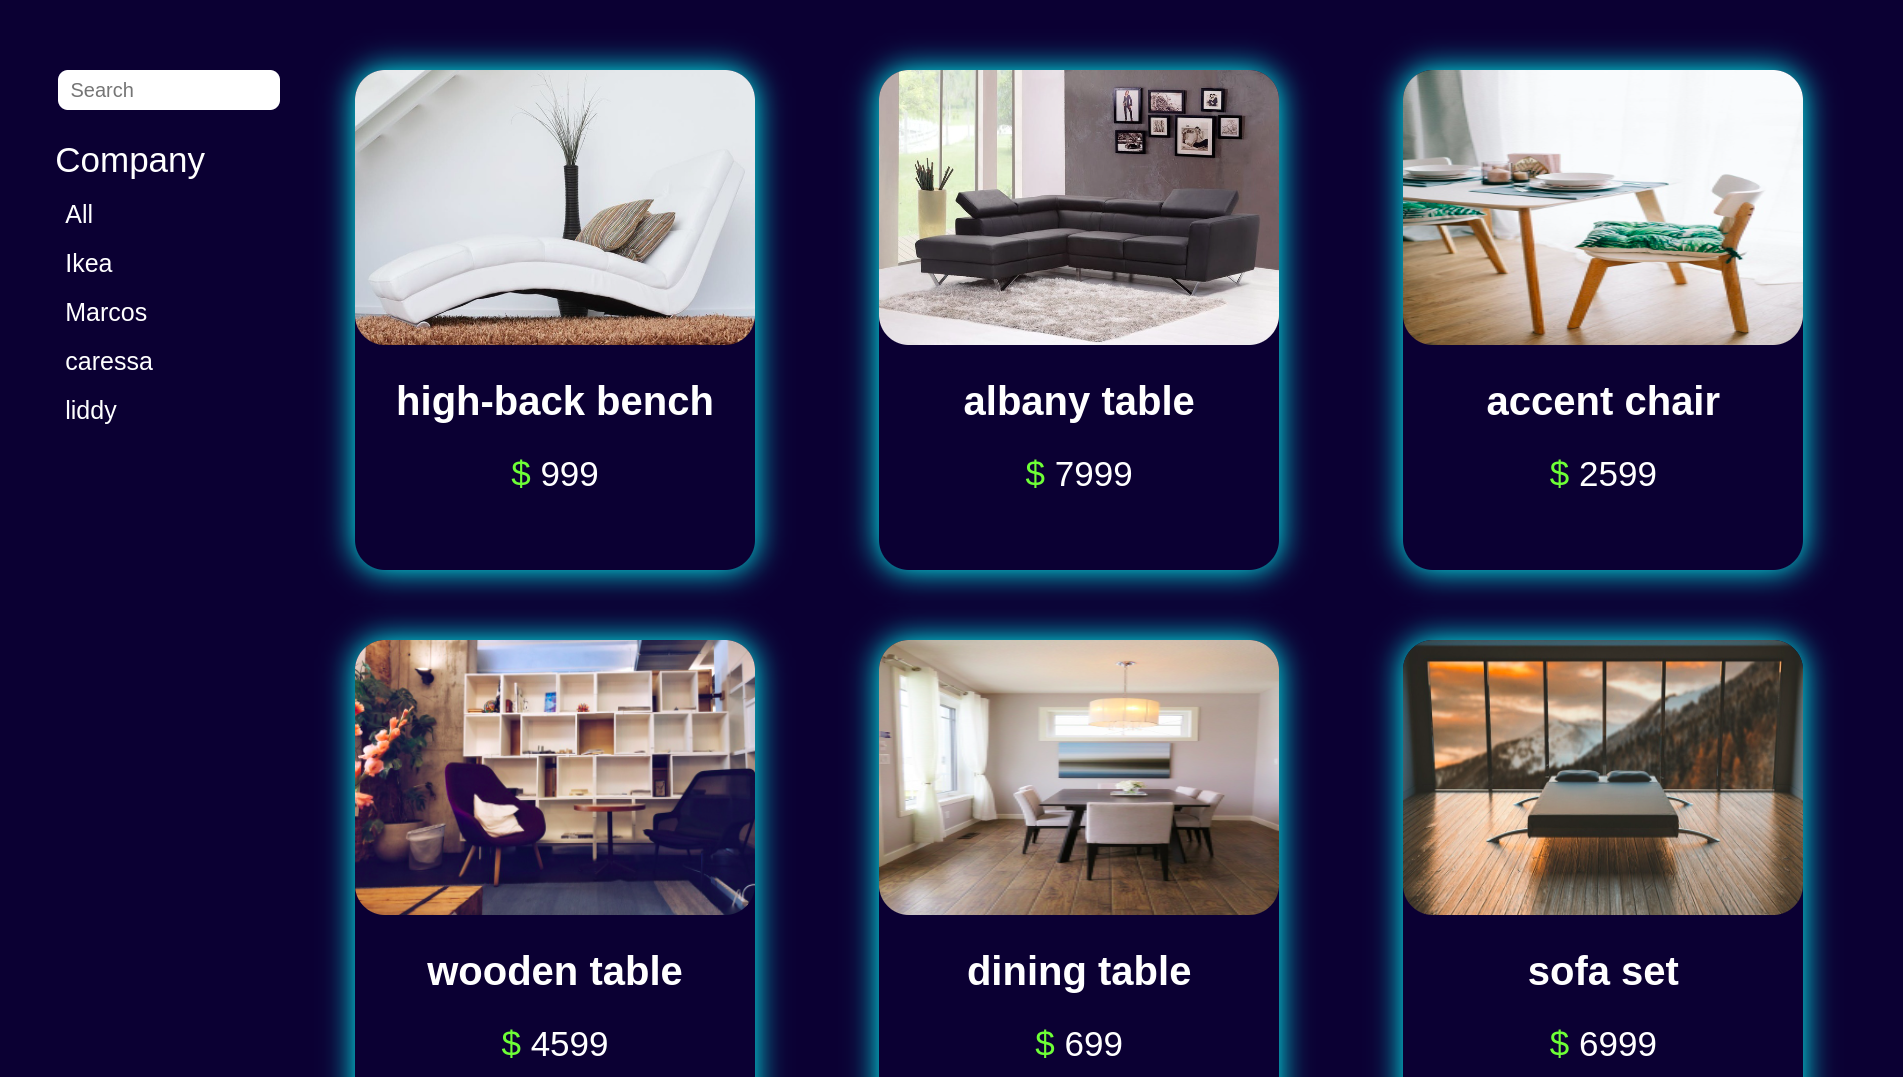 Search
Company
All
Ikea
Marcos
caressa
liddy
high-back bench
$ 999
albany table
$ 7999
accent chair
$ 2599
wooden table
$ 4599
dining table
$ 699
sofa set
$ 6999